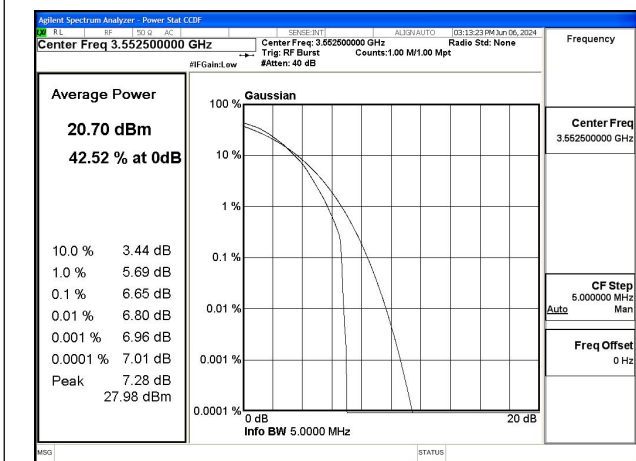 Agilent Spectrum Analyzer - Power Stat CCDF
RL RF 50 Ω AC SENSE:INT ALIGN AUTO 03:13:23 PM Jun 06, 2024
Center Freq 3.552500000 GHz
Center Freq: 3.552500000 GHz Radio Std: None
Trig: RF Burst Counts:1.00 M/1.00 Mpt
#IFGain:Low #Atten: 40 dB
Frequency
Average Power
20.70 dBm
42.52 % at 0dB
10.0 % 3.44 dB
1.0 % 5.69 dB
0.1 % 6.65 dB
0.01 % 6.80 dB
0.001 % 6.96 dB
0.0001 % 7.01 dB
Peak 7.28 dB
27.98 dBm
Gaussian
100 %
10 %
1 %
0.1 %
0.01 %
0.001 %
0.0001 %
0 dB 20 dB
Info BW 5.0000 MHz
Center Freq
3.552500000 GHz
CF Step
5.000000 MHz
Auto Man
Freq Offset
0 Hz
MSG STATUS